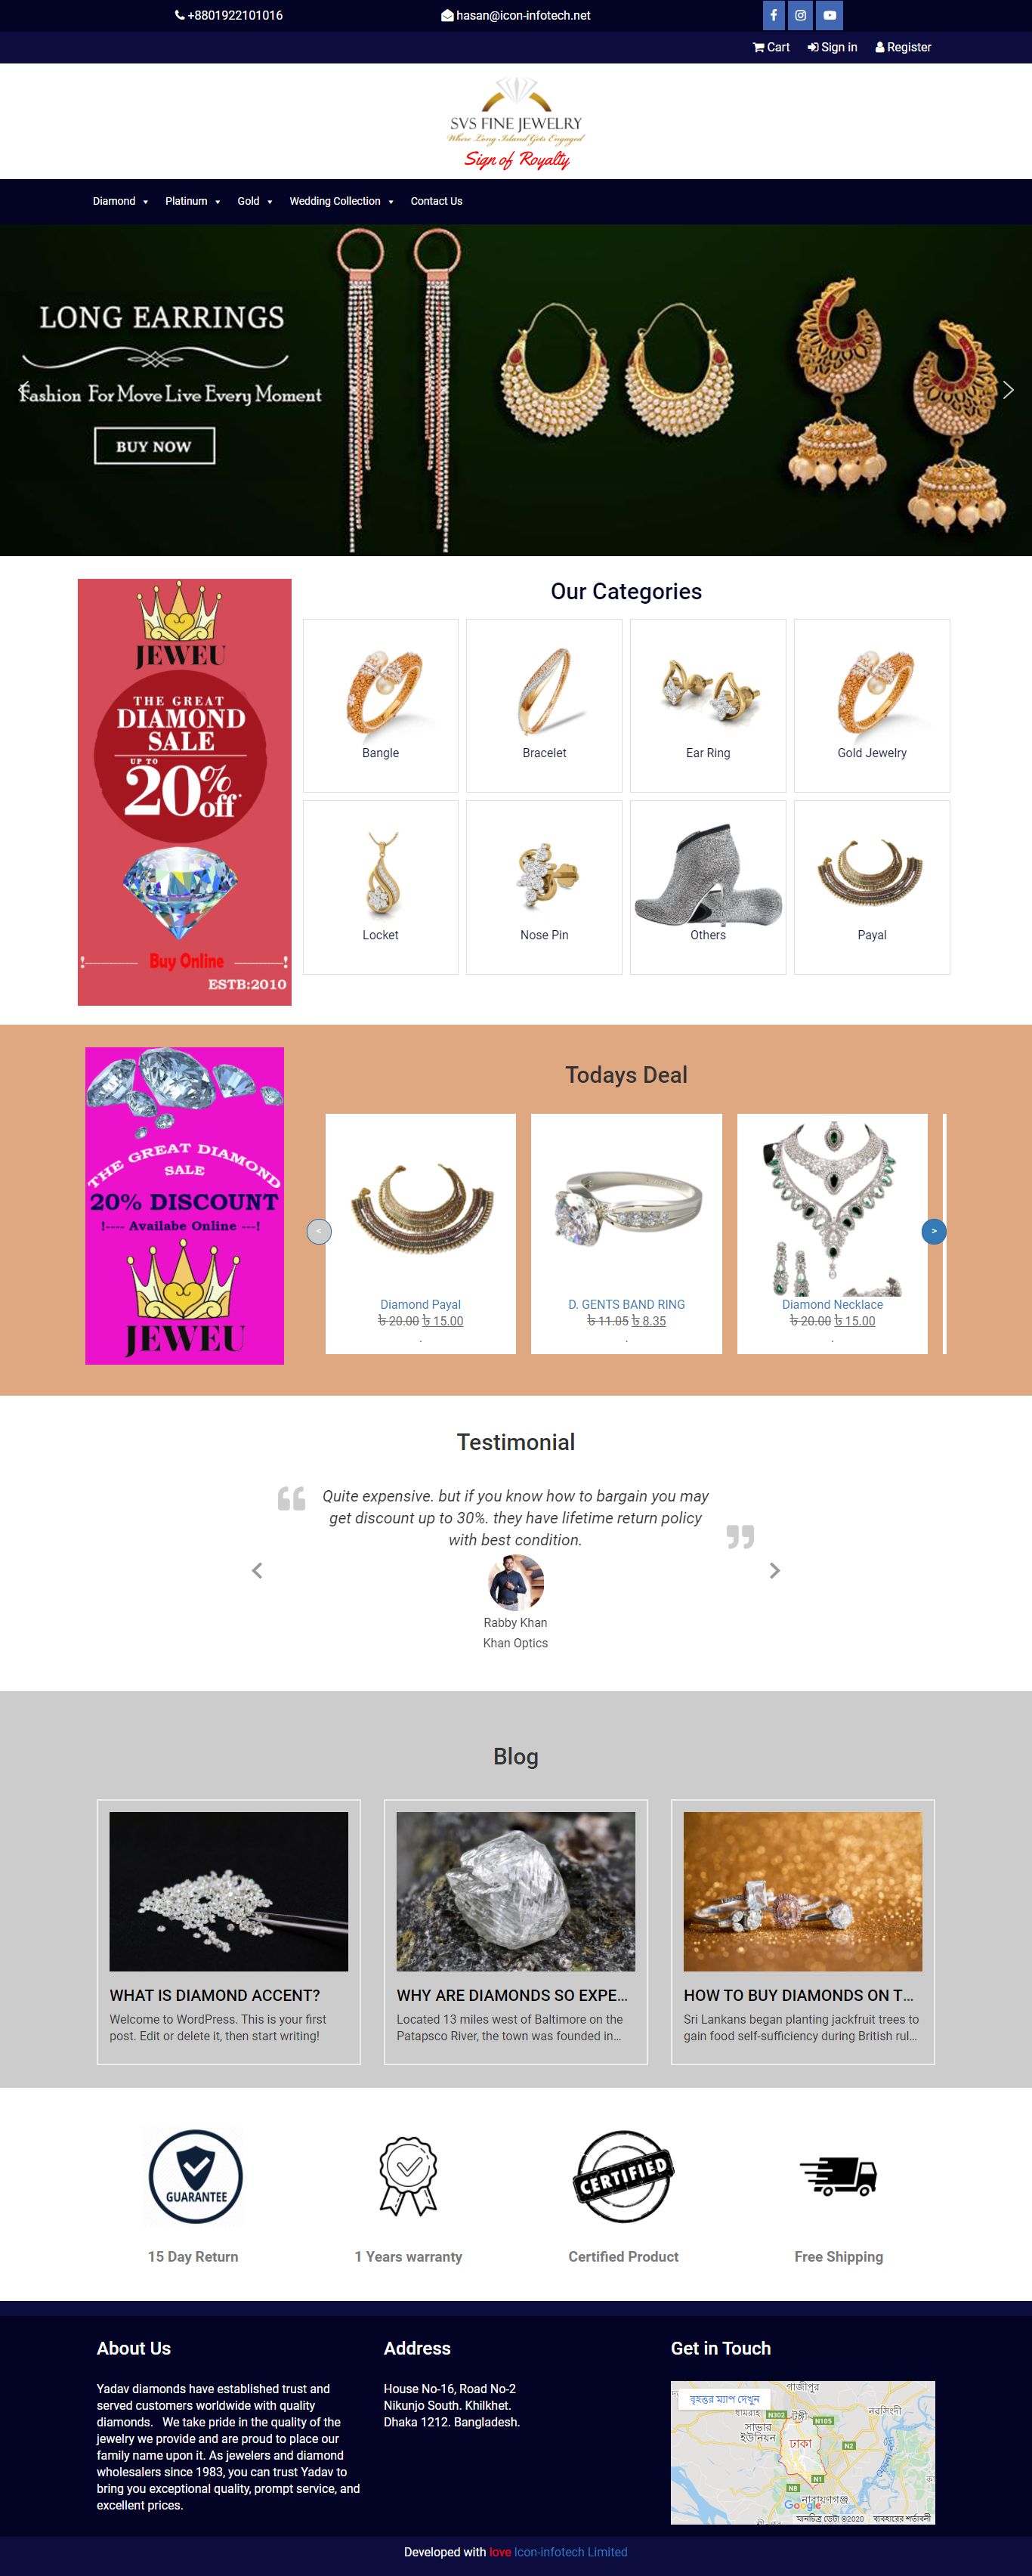 +8801922101016
hasan@icon-infotech.net
Cart Sign in Register
SVS FINE JEWELRY
Where Long Island Gets Engaged
Sign of Royalty
Diamond Platinum Gold Wedding Collection Contact Us
LONG EARRINGS
Fashion For Move Live Every Moment
BUY NOW
JEWEU
THE GREAT
DIAMOND
SALE
UP TO
20%
off*
Buy Online
ESTB:2010
Our Categories
Bangle
Bracelet
Ear Ring
Gold Jewelry
Locket
Nose Pin
Others
Payal
THE GREAT DIAMOND
SALE
20% DISCOUNT
!---- Availabe Online ---!
JEWEU
Todays Deal
<
>
Diamond Payal
৳ 20.00 ৳ 15.00
.
D. GENTS BAND RING
৳ 11.05 ৳ 8.35
.
Diamond Necklace
৳ 20.00 ৳ 15.00
.
Testimonial
Quite expensive. but if you know how to bargain you may
get discount up to 30%. they have lifetime return policy
with best condition.
Rabby Khan
Khan Optics
Blog
WHAT IS DIAMOND ACCENT?
Welcome to WordPress. This is your first
post. Edit or delete it, then start writing!
WHY ARE DIAMONDS SO EXPE...
Located 13 miles west of Baltimore on the
Patapsco River, the town was founded in...
HOW TO BUY DIAMONDS ON T...
Sri Lankans began planting jackfruit trees to
gain food self-sufficiency during British rul...
GUARANTEE
15 Day Return
1 Years warranty
CERTIFIED
Certified Product
Free Shipping
About Us
Yadav diamonds have established trust and
served customers worldwide with quality
diamonds.   We take pride in the quality of the
jewelry we provide and are proud to place our
family name upon it. As jewelers and diamond
wholesalers since 1983, you can trust Yadav to
bring you exceptional quality, prompt service, and
excellent prices.
Address
House No-16, Road No-2
Nikunjo South. Khilkhet.
Dhaka 1212. Bangladesh.
Get in Touch
গাজীপুর
বৃহত্তর ম্যাপ দেখুন
ধামরাই
N302
টঙ্গী
N105
নরসিংদী
সাভার
ইউনিয়ন
ঢাকা
N2
N1
N8
নারায়ণগঞ্জ
Google
মানচিত্র ডেটা ©2020 ব্যবহারের শর্তাবলী
Developed with love Icon-infotech Limited